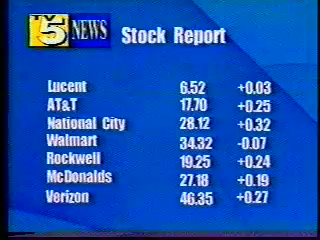 TV 5 NEWS Stock Report
Lucent 6.52 +0.03
AT&T 17.70 +0.25
National City 28.12 +0.32
Walmart 34.32 -0.07
Rockwell 19.25 +0.24
McDonalds 27.18 +0.19
Verizon 46.35 +0.27